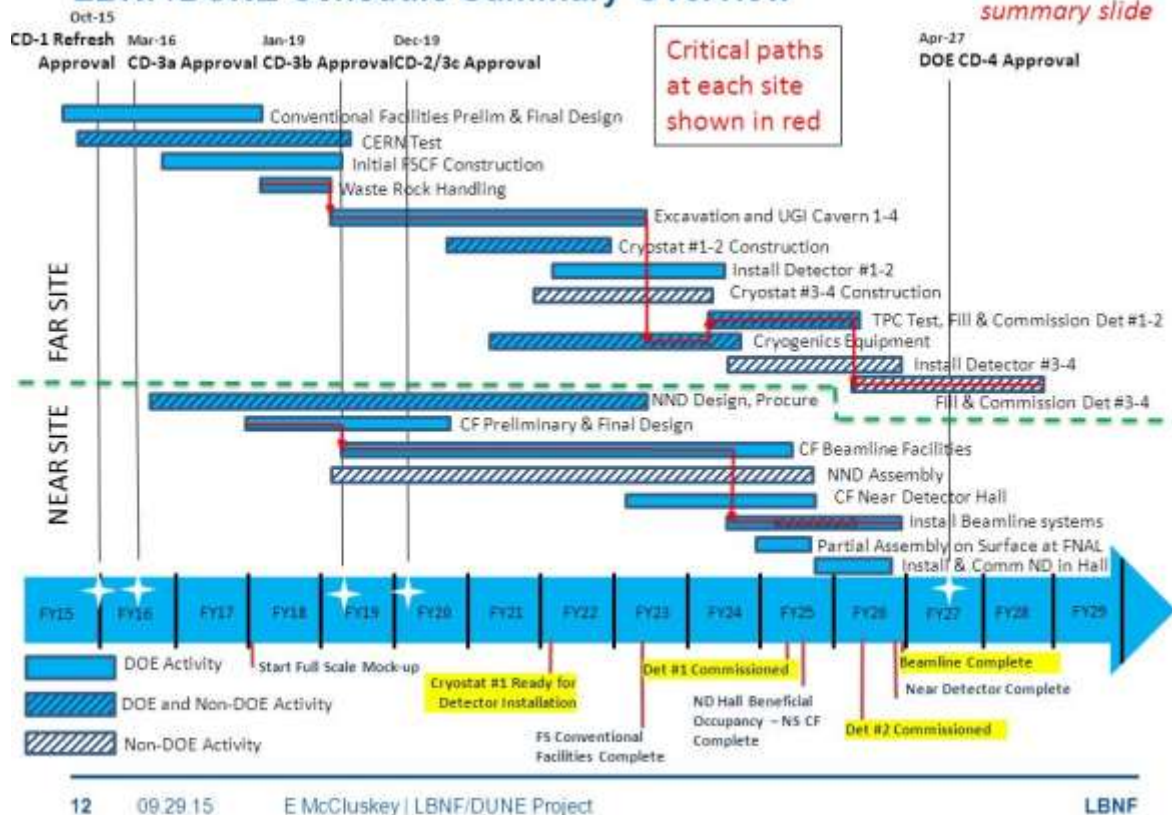 LBNF/DUNE Schedule Summary Overview
summary slide
Oct-15
CD-1 Refresh
Approval
Mar-16
CD-3a Approval
Jan-19
CD-3b Approval
Dec-19
CD-2/3c Approval
Apr-27
DOE CD-4 Approval
Critical paths
at each site
shown in red
FAR SITE
Conventional Facilities Prelim & Final Design
CERN Test
Initial FSCF Construction
Waste Rock Handling
Excavation and UGI Cavern 1-4
Cryostat #1-2 Construction
Install Detector #1-2
Cryostat #3-4 Construction
TPC Test, Fill & Commission Det #1-2
Cryogenics Equipment
Install Detector #3-4
Fill & Commission Det #3-4
NEAR SITE
NND Design, Procure
CF Preliminary & Final Design
CF Beamline Facilities
NND Assembly
CF Near Detector Hall
Install Beamline systems
Partial Assembly on Surface at FNAL
Install & Comm ND in Hall
FY15 FY16 FY17 FY18 FY19 FY20 FY21 FY22 FY23 FY24 FY25 FY26 FY27 FY28 FY29
DOE Activity
DOE and Non-DOE Activity
Non-DOE Activity
Start Full Scale Mock-up
Cryostat #1 Ready for
Detector Installation
FS Conventional
Facilities Complete
Det #1 Commissioned
ND Hall Beneficial
Occupancy – NS CF
Complete
Det #2 Commissioned
Beamline Complete
Near Detector Complete
12 09.29.15 E McCluskey | LBNF/DUNE Project LBNF